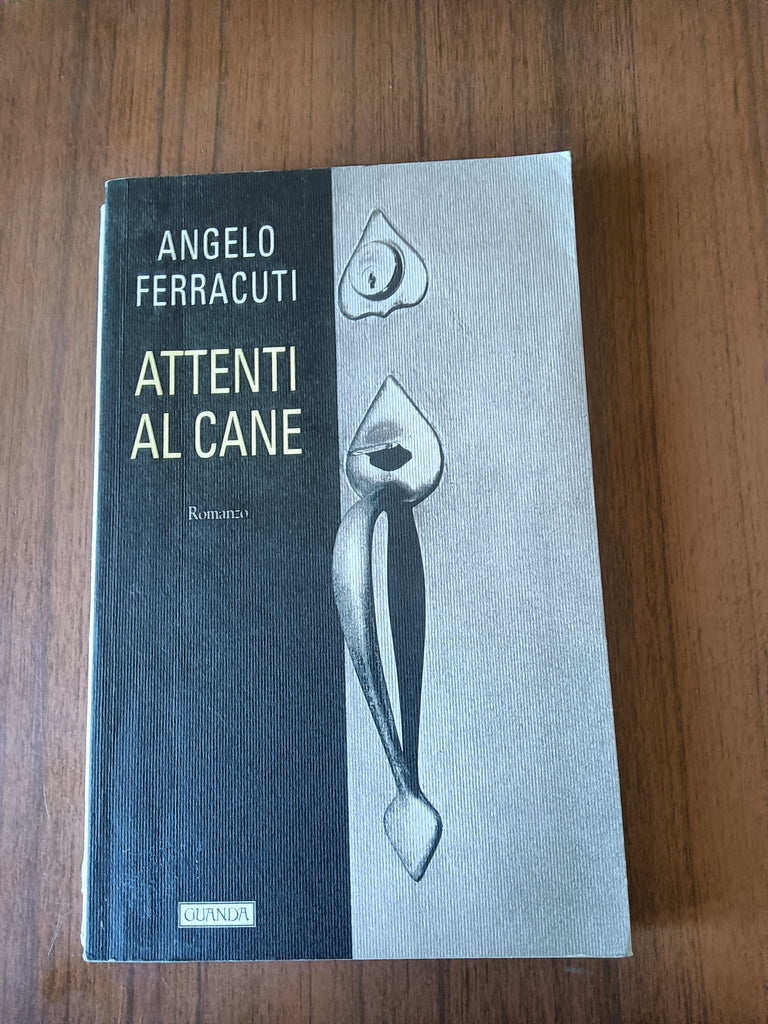 ANGELO
FERRACUTI
ATTENTI
AL CANE
Romanzo
GUANDA